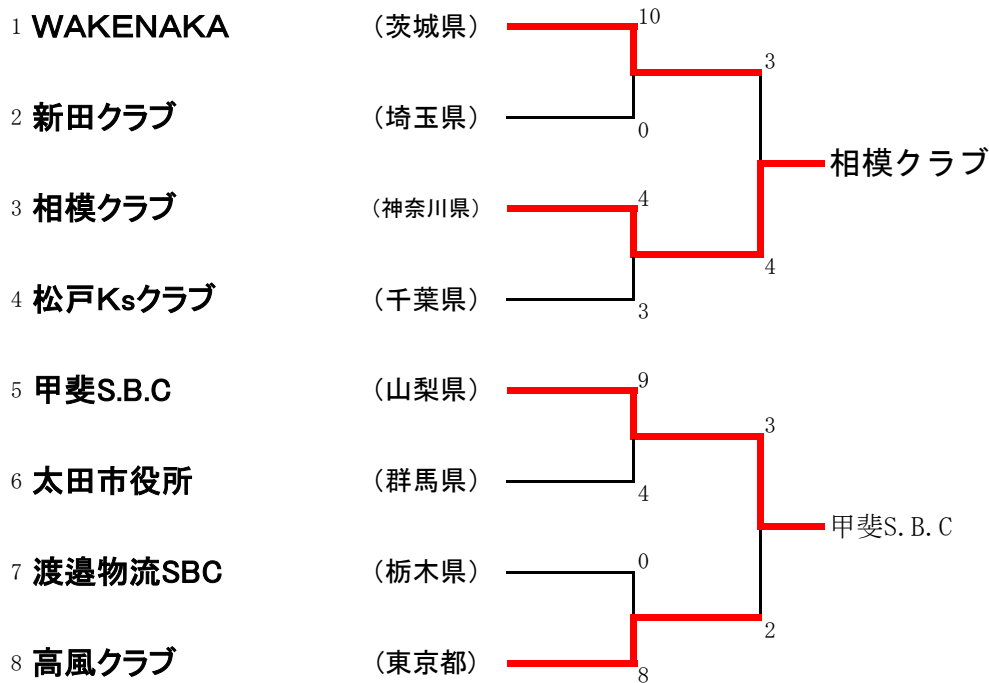 1 WAKENAKA （茨城県） 10
3
2 新田クラブ （埼玉県） 0
相模クラブ
3 相模クラブ （神奈川県） 4
4
4 松戸Ksクラブ （千葉県） 3
5 甲斐S.B.C （山梨県） 9
3
6 太田市役所 （群馬県） 4
甲斐S.B.C
7 渡邉物流SBC （栃木県） 0
2
8 高風クラブ （東京都） 8